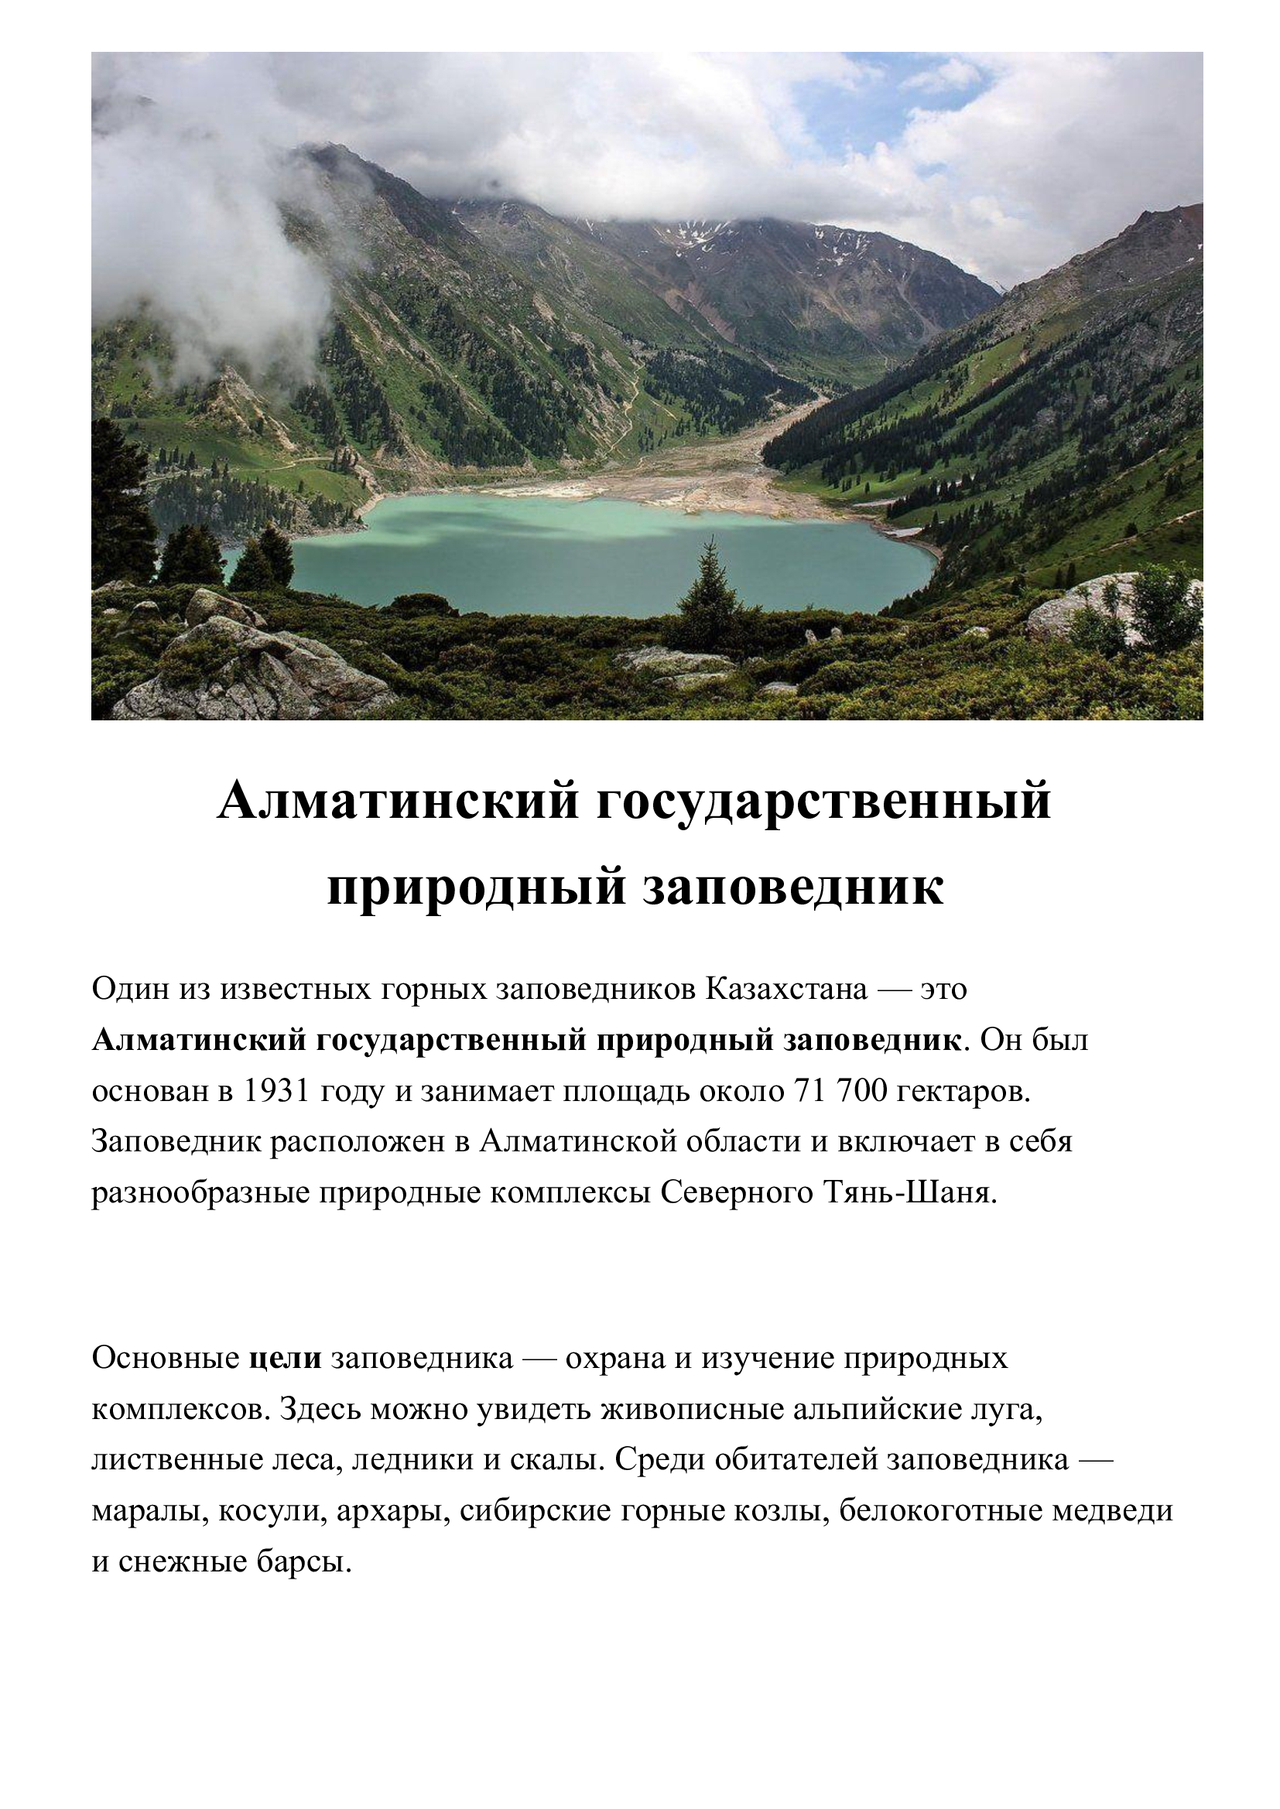 Алматинский государственный
природный заповедник
Один из известных горных заповедников Казахстана — это
Алматинский государственный природный заповедник. Он был
основан в 1931 году и занимает площадь около 71 700 гектаров.
Заповедник расположен в Алматинской области и включает в себя
разнообразные природные комплексы Северного Тянь-Шаня.
Основные цели заповедника — охрана и изучение природных
комплексов. Здесь можно увидеть живописные альпийские луга,
лиственные леса, ледники и скалы. Среди обитателей заповедника —
маралы, косули, архары, сибирские горные козлы, белокоготные медведи
и снежные барсы.